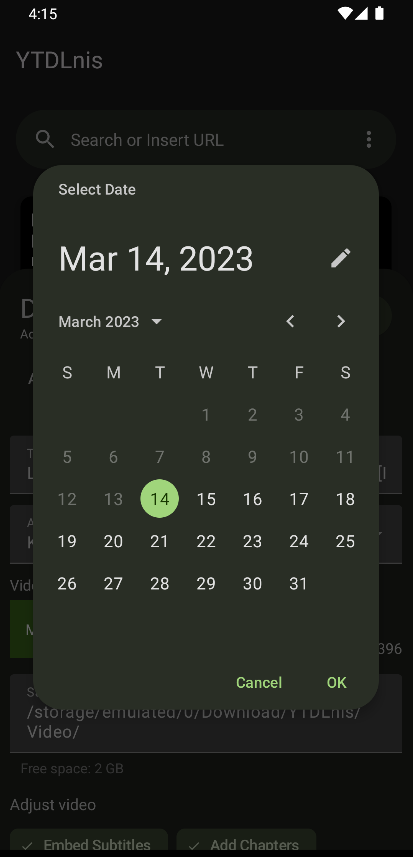 4:15
YTDLnis
Search or Insert URL
Select Date
Mar 14, 2023
March 2023
S M T W T F S
1 2 3 4
5 6 7 8 9 10 11
12 13 14 15 16 17 18
19 20 21 22 23 24 25
26 27 28 29 30 31
396
Cancel OK
/storage/emulated/0/Download/YTDLnis/
Video/
Free space: 2 GB
Adjust video
Embed Subtitles Add Chapters